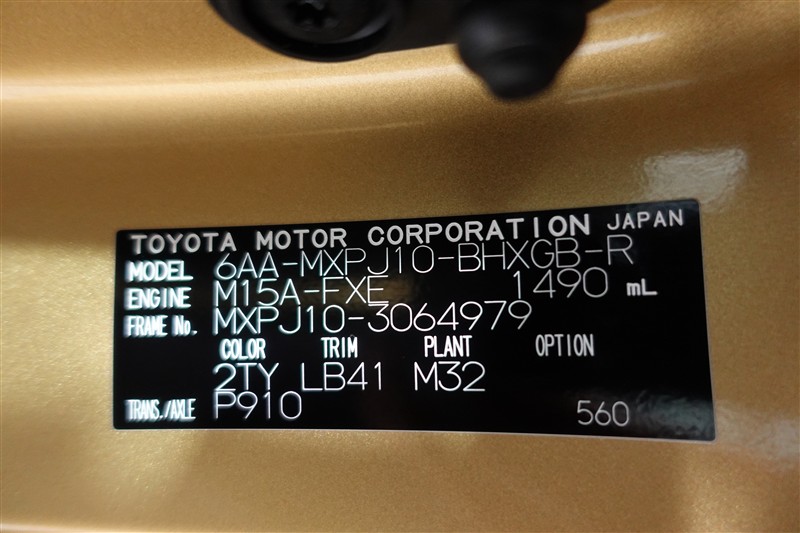 TOYOTA MOTOR CORPORATION JAPAN
MODEL 6AA-MXPJ10-BHXGB-R
ENGINE M15A-FXE 1490 mL
FRAME No. MXPJ10-3064979
COLOR TRIM PLANT OPTION
2TY LB41 M32
TRANS./AXLE P910 560